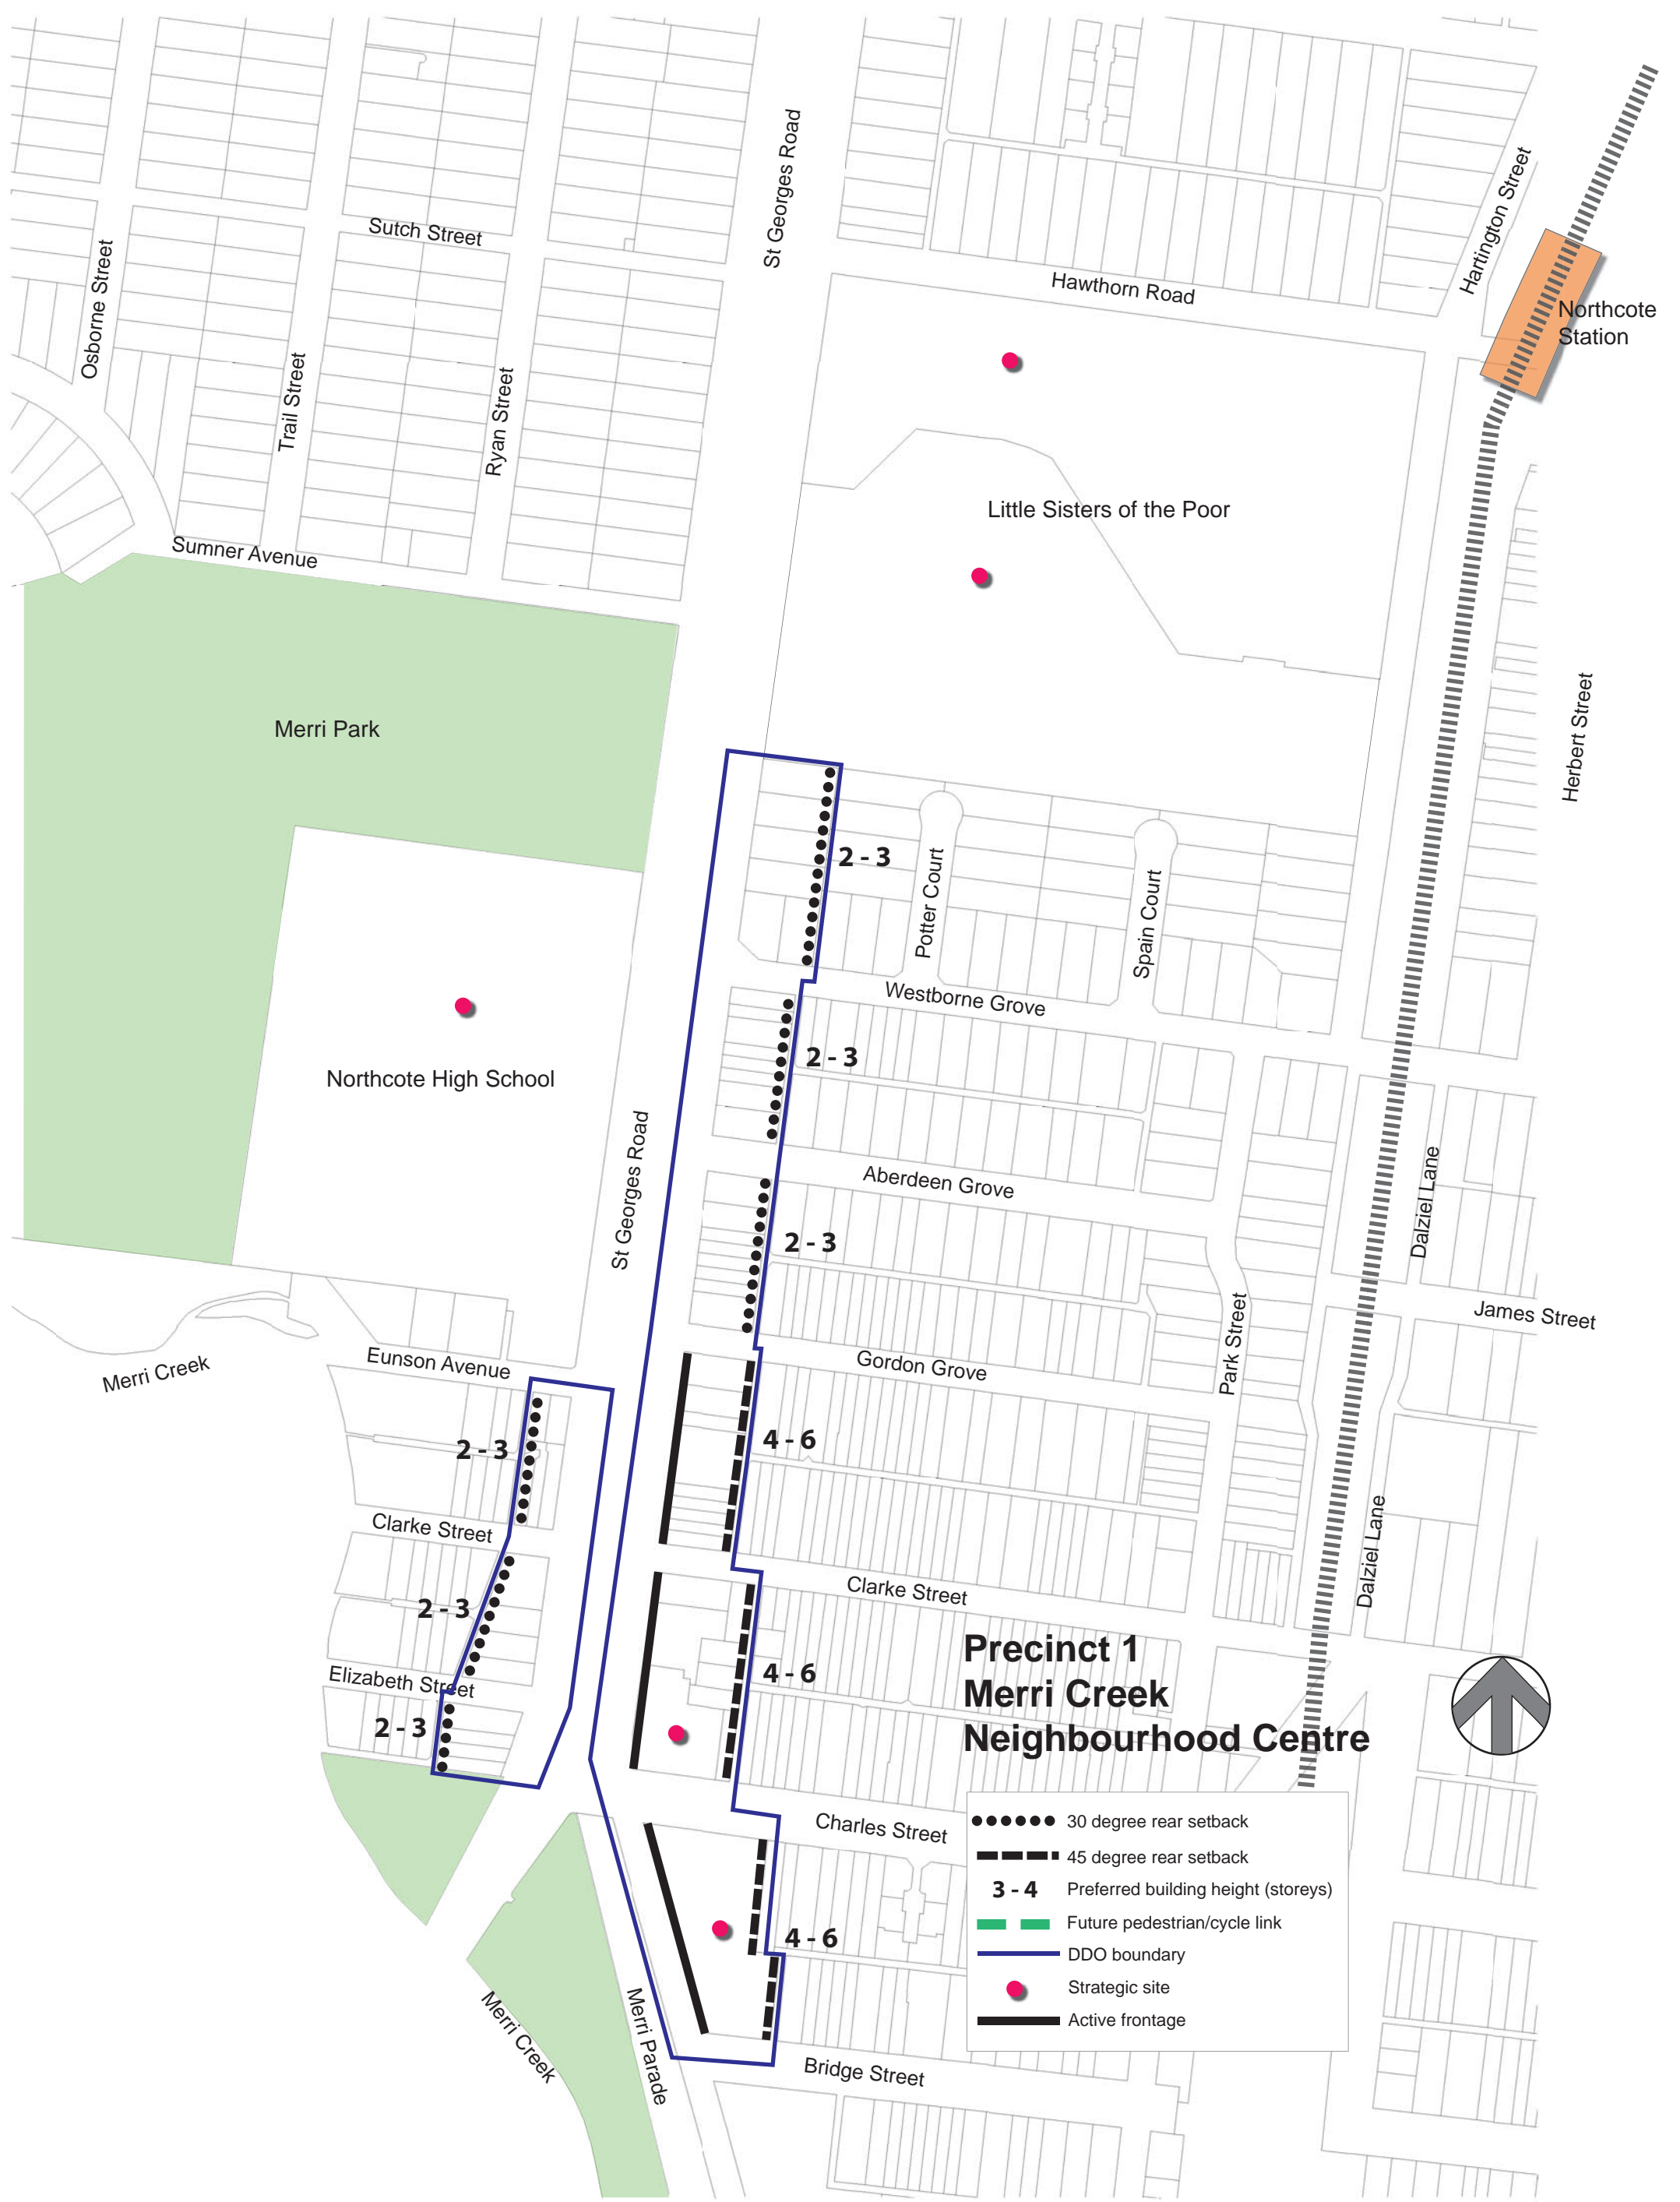 St Georges Road
Hartington Street
Sutch Street
Osborne Street
Hawthorn Road
Northcote
Station
Trail Street
Ryan Street
Little Sisters of the Poor
Sumner Avenue
Merri Park
Herbert Street
2 - 3
Potter Court
Spain Court
Westborne Grove
2 - 3
Northcote High School
St Georges Road
Aberdeen Grove
Dalziel Lane
2 - 3
James Street
Park Street
Merri Creek
Eunson Avenue
Gordon Grove
2 - 3
4 - 6
Clarke Street
Dalziel Lane
Clarke Street
2 - 3
Precinct 1
Merri Creek
Neighbourhood Centre
4 - 6
Elizabeth Street
2 - 3
Charles Street
30 degree rear setback
45 degree rear setback
3 - 4 Preferred building height (storeys)
Future pedestrian/cycle link
DDO boundary
Strategic site
Active frontage
4 - 6
Merri Creek
Merri Parade
Bridge Street